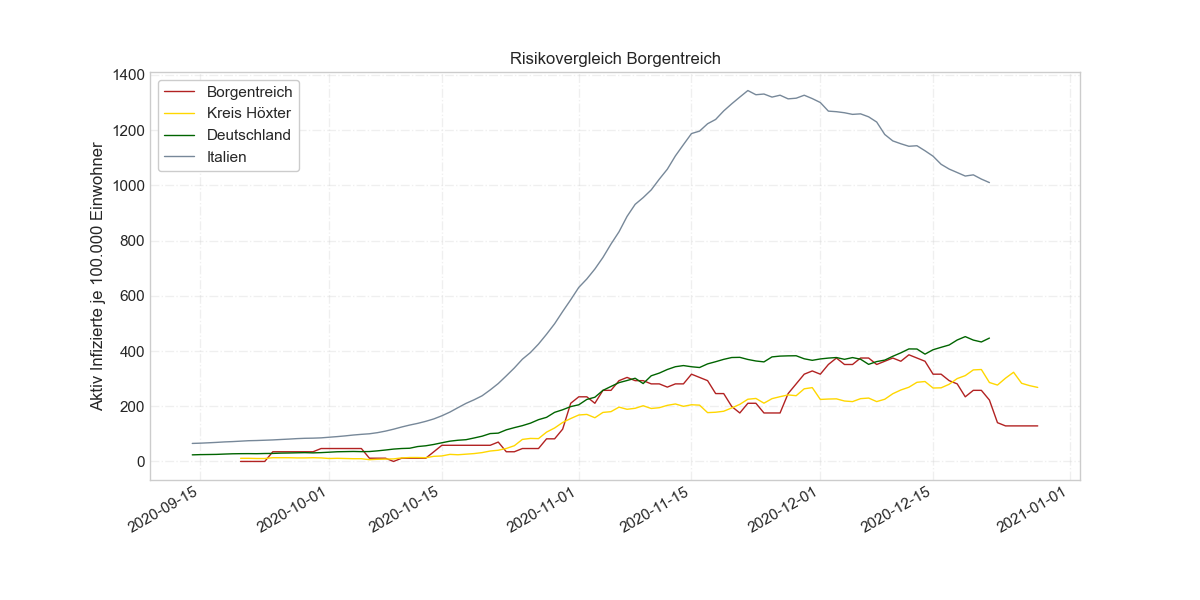 Risikovergleich Borgentreich
Aktiv Infizierte je 100.000 Einwohner
1400
1200
1000
800
600
400
200
0
Borgentreich
Kreis Höxter
Deutschland
Italien
2020-09-15
2020-10-01
2020-10-15
2020-11-01
2020-11-15
2020-12-01
2020-12-15
2021-01-01